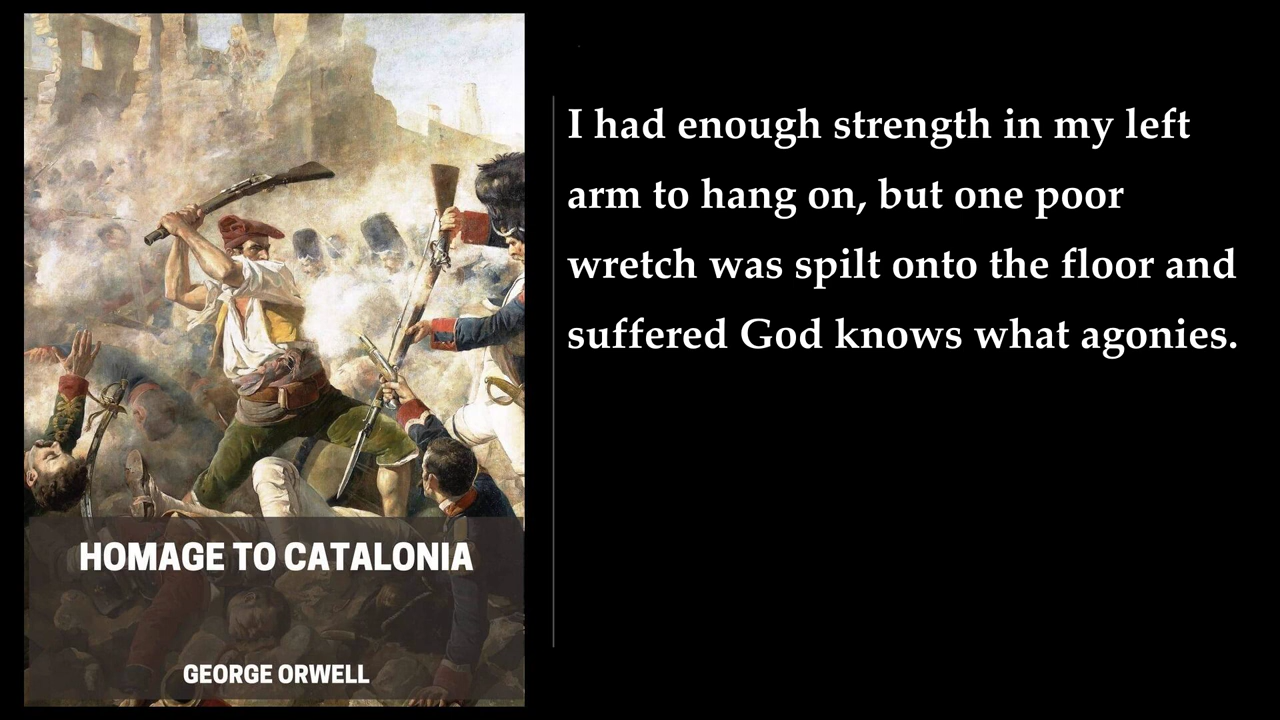 I had enough strength in my left
arm to hang on, but one poor
wretch was spilt onto the floor and
suffered God knows what agonies.
HOMAGE TO CATALONIA
GEORGE ORWELL